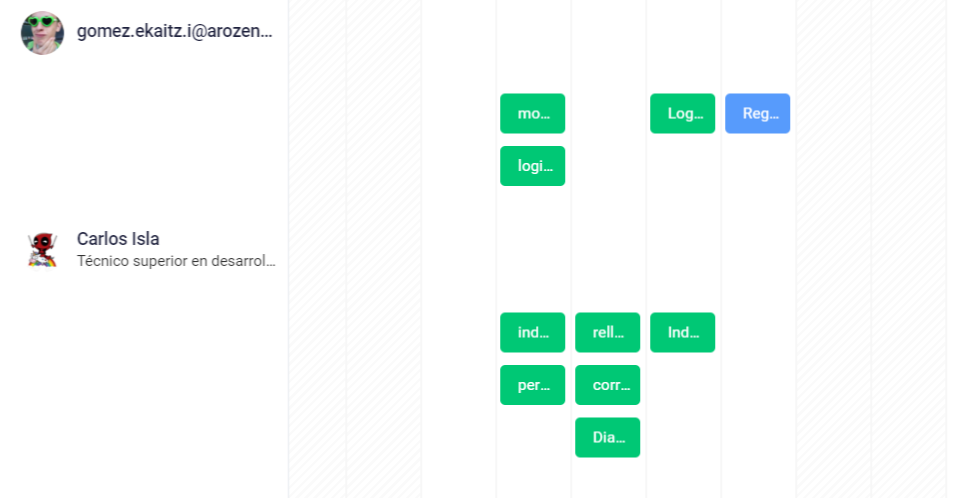 gomez.ekaitz.i@arozen...
mo... Log... Reg...
logi...
Carlos Isla
Técnico superior en desarrol...
ind... rell... Ind...
per... corr...
Dia...